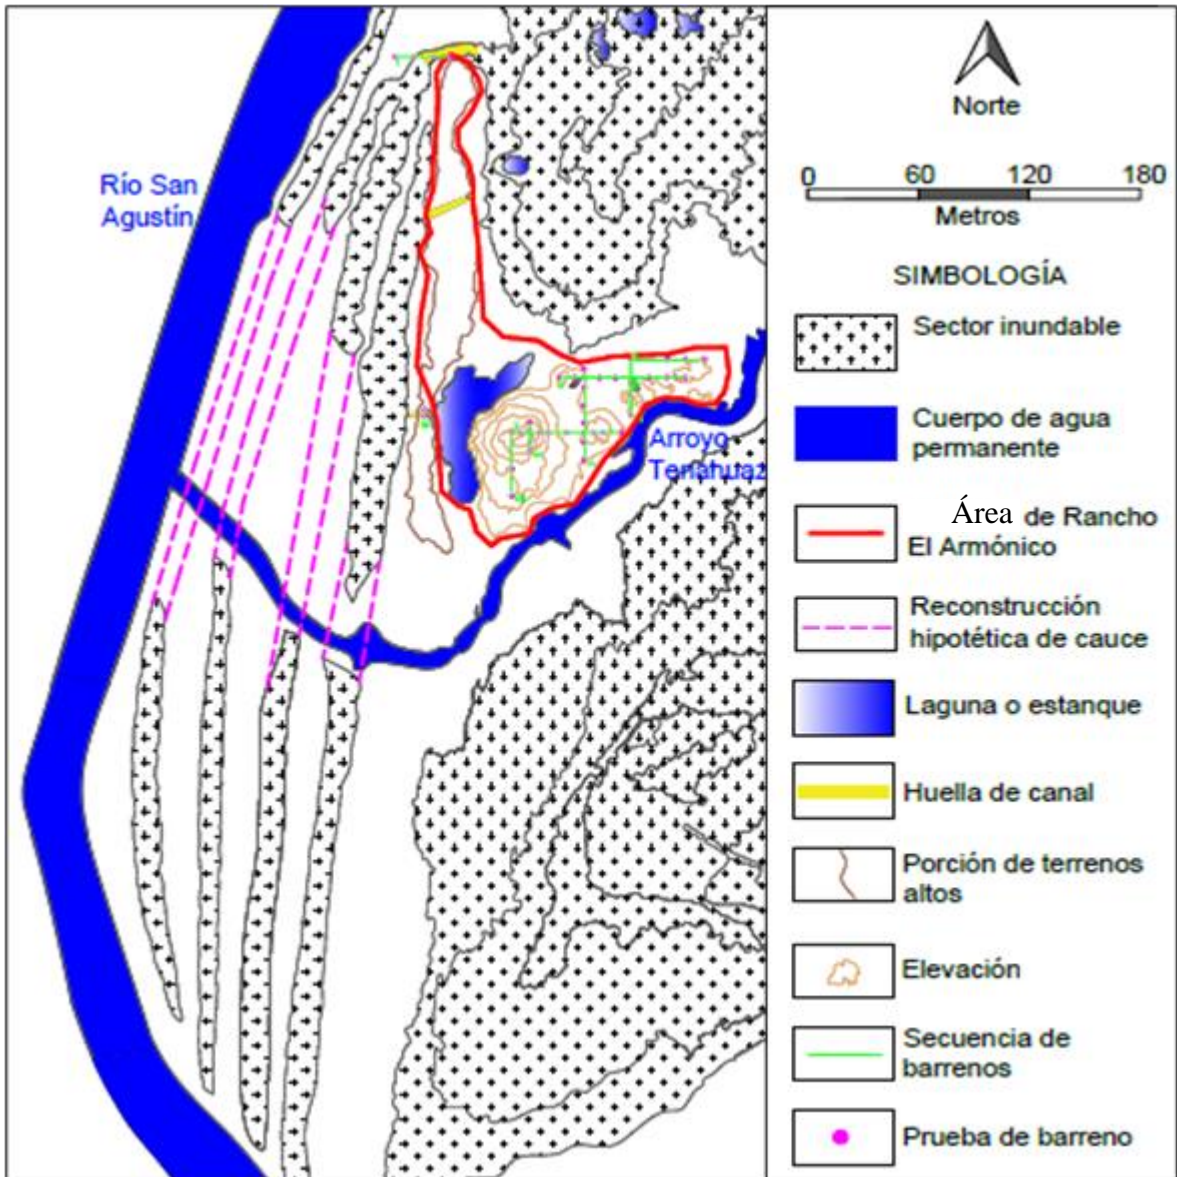 Río San
Agustín
Arroyo
Tenahuaz
Norte
0 60 120 180
Metros
SIMBOLOGÍA
Sector inundable
Cuerpo de agua
permanente
Área de Rancho
El Armónico
Reconstrucción
hipotética de cauce
Laguna o estanque
Huella de canal
Porción de terrenos
altos
Elevación
Secuencia de
barrenos
Prueba de barreno